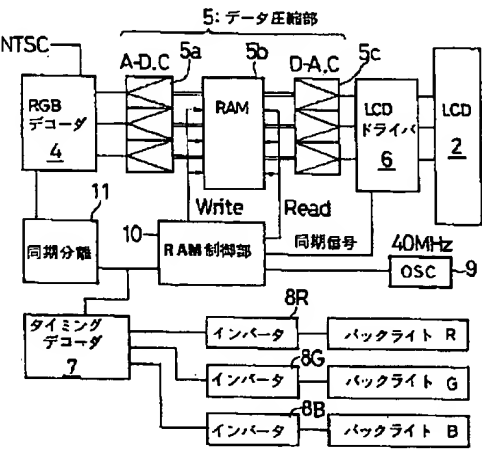 5:データ圧縮部
NTSC
A-D,C
5a
5b
D-A,C
5c
RGB
デコーダ
4
RAM
LCD
ドライバ
6
LCD
2
11
Write
Read
同期分離
10
RAM制御部
同期信号
40MHz
OSC
9
タイミング
デコーダ
7
8R
インバータ
バックライト R
8G
インバータ
バックライト G
8B
インバータ
バックライト B